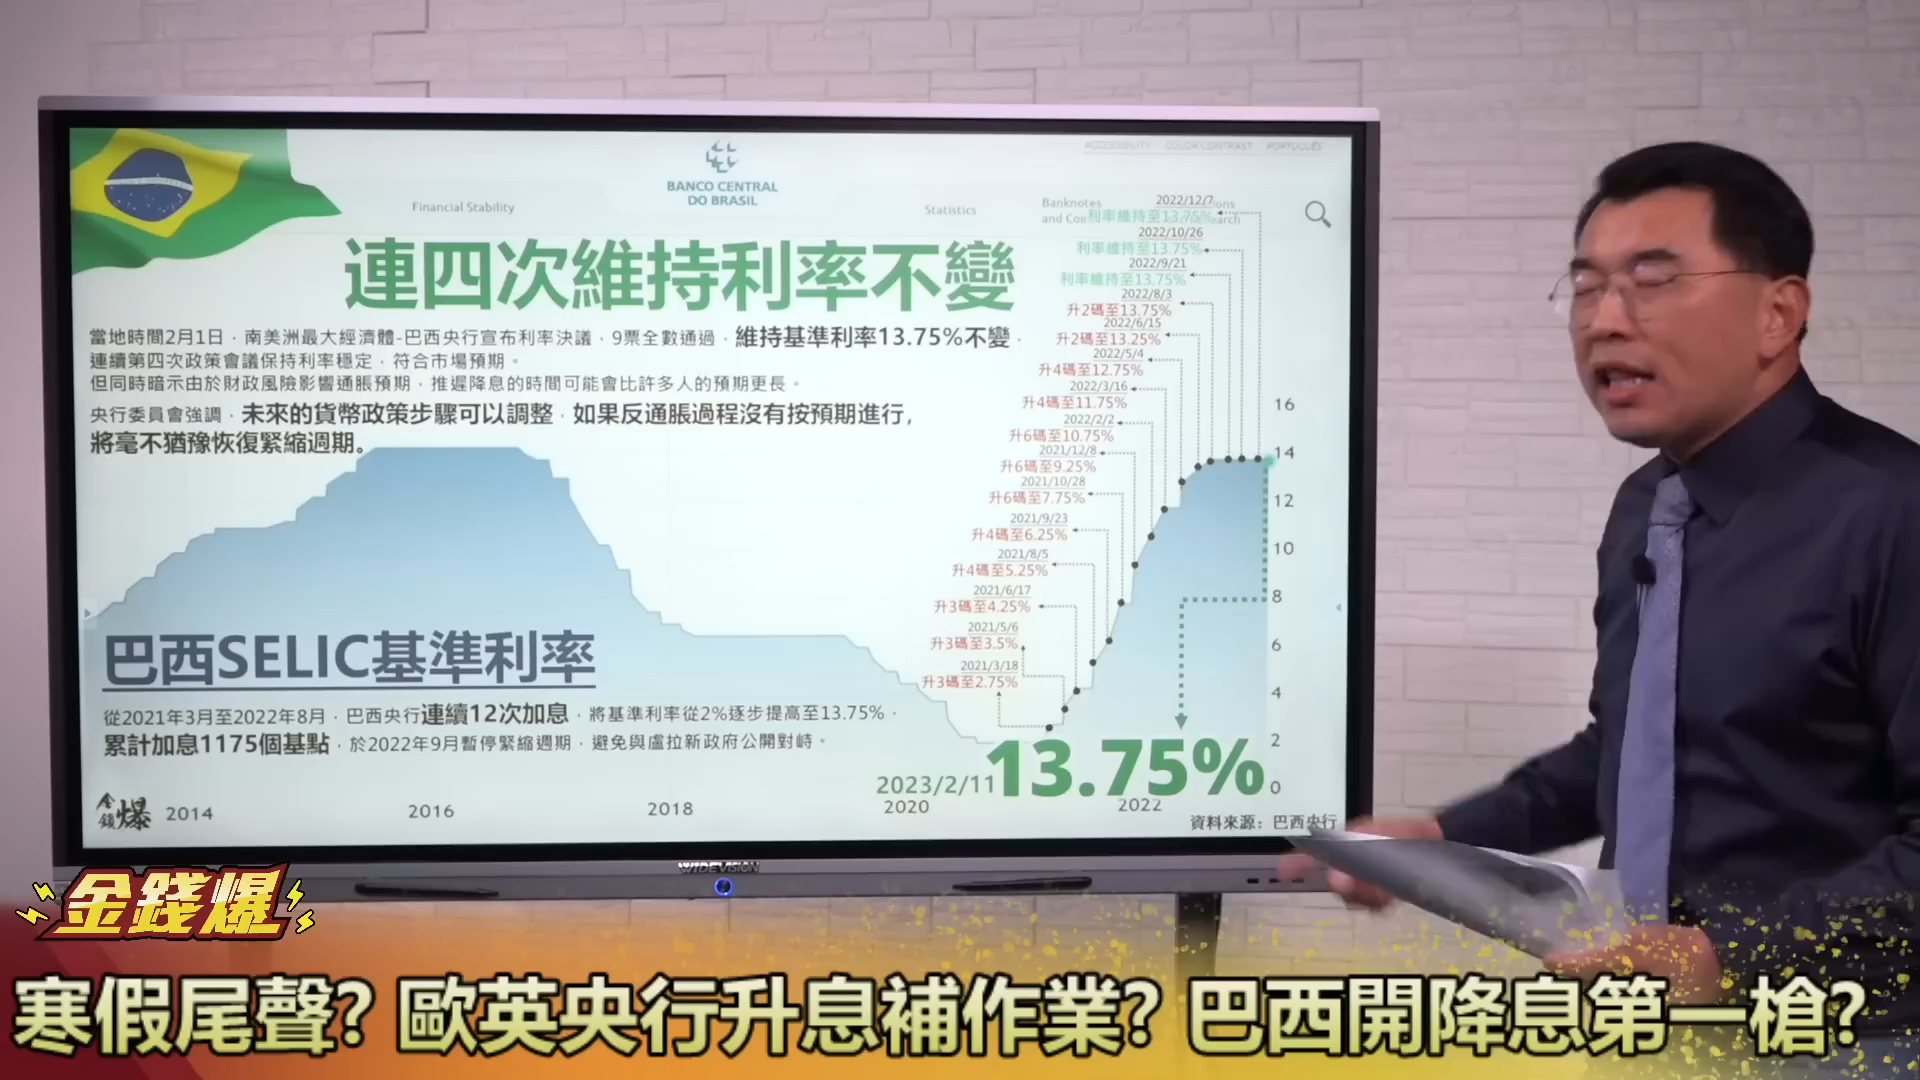 ACCESSIBILITY COLOR CONTRAST PORTUGUÊS
BANCO CENTRAL
DO BRASIL
Financial Stability
Statistics
Banknotes
and Coi
連四次維持利率不變
當地時間2月1日，南美洲最大經濟體-巴西央行宣布利率決議，9票全數通過，維持基準利率13.75%不變，
連續第四次政策會議保持利率穩定，符合市場預期。
但同時暗示由於財政風險影響通脹預期，推遲降息的時間可能會比許多人的預期更長。
央行委員會強調，未來的貨幣政策步驟可以調整，如果反通脹過程沒有按預期進行，
將毫不猶豫恢復緊縮週期。
2022/12/7
利率維持至13.75%
2022/10/26
利率維持至13.75%
2022/9/21
利率維持至13.75%
2022/8/3
升2碼至13.75%
2022/6/15
升2碼至13.25%
2022/5/4
升4碼至12.75%
2022/3/16
升4碼至11.75%
2022/2/2
升6碼至10.75%
2021/12/8
升6碼至9.25%
2021/10/28
升6碼至7.75%
2021/9/23
升4碼至6.25%
2021/8/5
升4碼至5.25%
2021/6/17
升3碼至4.25%
2021/5/6
升3碼至3.5%
2021/3/18
升3碼至2.75%
16
14
12
10
8
6
4
2
0
巴西SELIC基準利率
從2021年3月至2022年8月，巴西央行連續12次加息，將基準利率從2%逐步提高至13.75%，
累計加息1175個基點，於2022年9月暫停緊縮週期，避免與盧拉新政府公開對峙。
2023/2/11
13.75%
金錢爆
2014
2016
2018
2020
2022
資料來源：巴西央行
WIDEVISION
金錢爆
寒假尾聲? 歐英央行升息補作業? 巴西開降息第一槍?